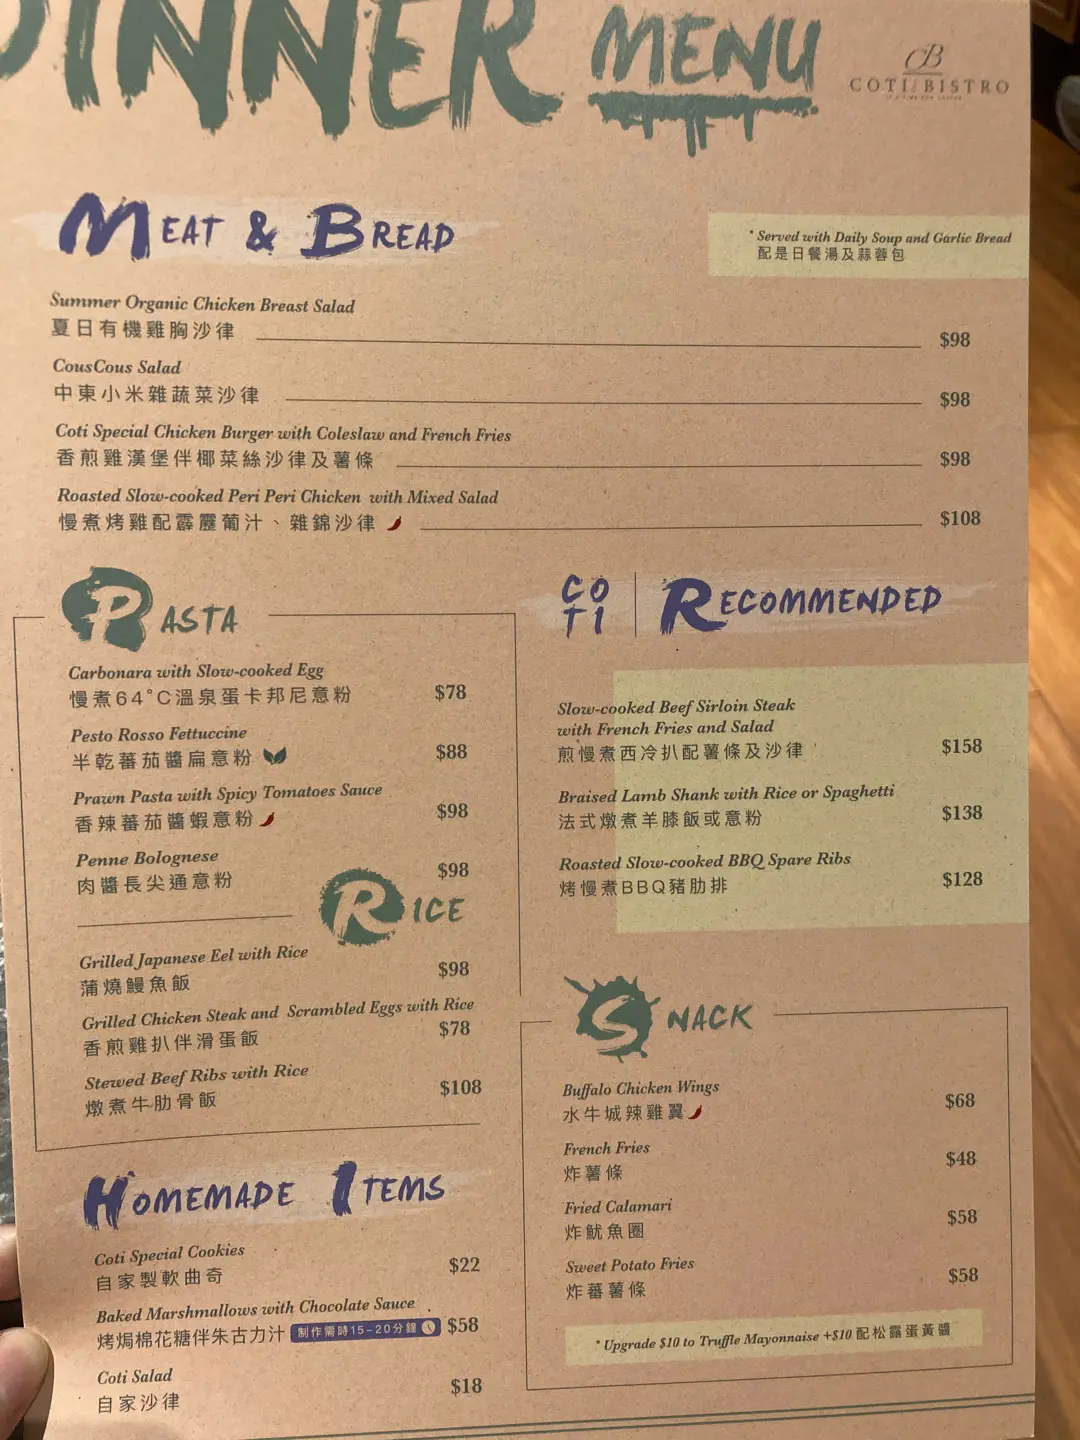 DINNER MENU
CB
COTI BISTRO
MEAT & BREAD
* Served with Daily Soup and Garlic Bread
配是日餐湯及蒜蓉包
Summer Organic Chicken Breast Salad
夏日有機雞胸沙律 $98
CousCous Salad
中東小米雜蔬菜沙律 $98
Coti Special Chicken Burger with Coleslaw and French Fries
香煎雞漢堡伴椰菜絲沙律及薯條 $98
Roasted Slow-cooked Peri Peri Chicken with Mixed Salad
慢煮烤雞配霹靂葡汁、雜錦沙律 $108
PASTA
Carbonara with Slow-cooked Egg
慢煮64°C溫泉蛋卡邦尼意粉 $78
Pesto Rosso Fettuccine
半乾蕃茄醬扁意粉 $88
Prawn Pasta with Spicy Tomatoes Sauce
香辣蕃茄醬蝦意粉 $98
Penne Bolognese
肉醬長尖通意粉 $98
RICE
Grilled Japanese Eel with Rice
蒲燒鰻魚飯 $98
Grilled Chicken Steak and Scrambled Eggs with Rice
香煎雞扒伴滑蛋飯 $78
Stewed Beef Ribs with Rice
燉煮牛肋骨飯 $108
HOMEMADE ITEMS
Coti Special Cookies
自家製軟曲奇 $22
Baked Marshmallows with Chocolate Sauce
烤焗棉花糖伴朱古力汁 制作需時15-20分鐘 $58
Coti Salad
自家沙律 $18
COTI RECOMMENDED
Slow-cooked Beef Sirloin Steak
with French Fries and Salad
煎慢煮西冷扒配薯條及沙律 $158
Braised Lamb Shank with Rice or Spaghetti
法式燉煮羊膝飯或意粉 $138
Roasted Slow-cooked BBQ Spare Ribs
烤慢煮BBQ豬肋排 $128
SNACK
Buffalo Chicken Wings
水牛城辣雞翼 $68
French Fries
炸薯條 $48
Fried Calamari
炸魷魚圈 $58
Sweet Potato Fries
炸蕃薯條 $58
* Upgrade $10 to Truffle Mayonnaise +$10 配松露蛋黃醬